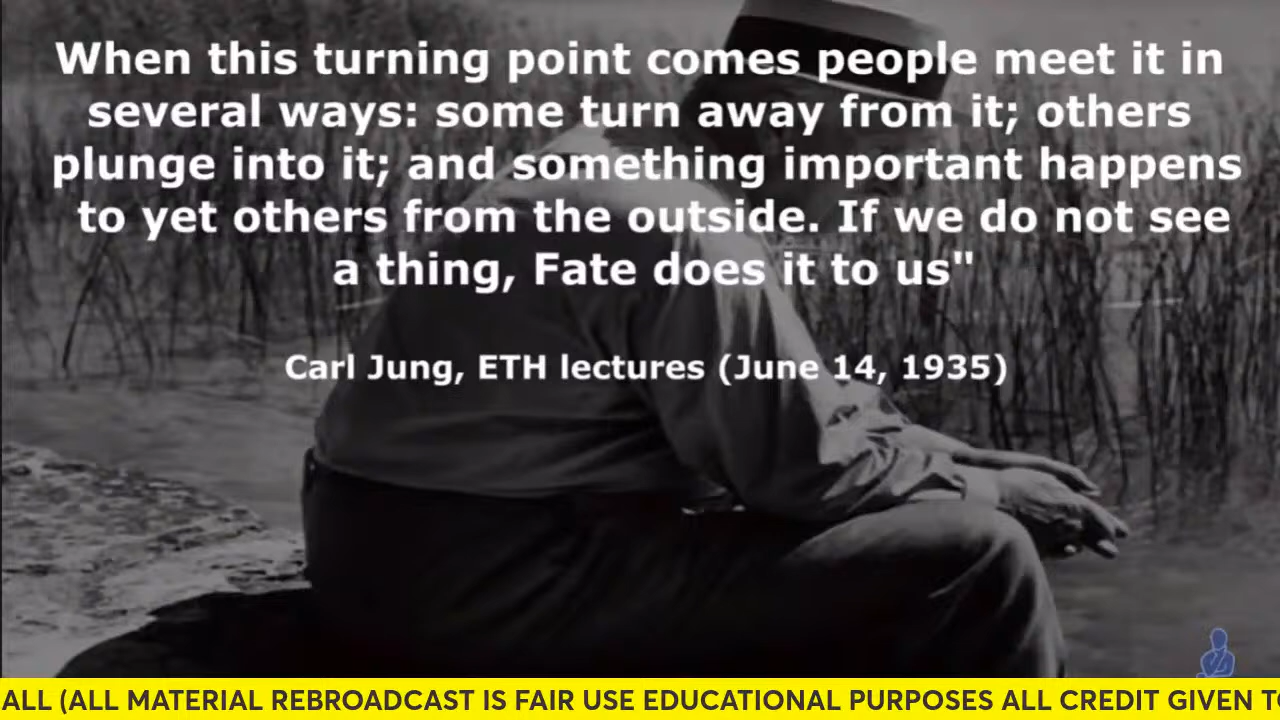 When this turning point comes people meet it in
several ways: some turn away from it; others
plunge into it; and something important happens
to yet others from the outside. If we do not see
a thing, Fate does it to us"
Carl Jung, ETH lectures (June 14, 1935)
ALL (ALL MATERIAL REBROADCAST IS FAIR USE EDUCATIONAL PURPOSES ALL CREDIT GIVEN TO